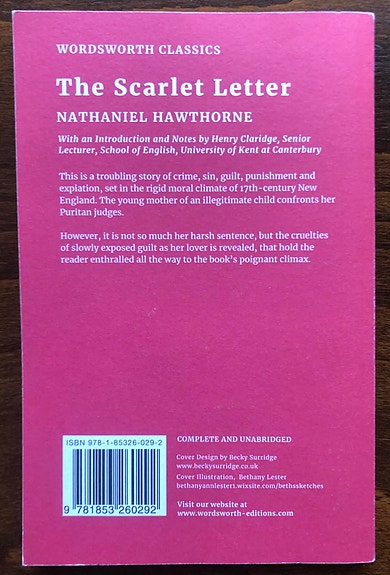 WORDSWORTH CLASSICS
The Scarlet Letter
NATHANIEL HAWTHORNE
With an Introduction and Notes by Henry Claridge, Senior
Lecturer, School of English, University of Kent at Canterbury
This is a troubling story of crime, sin, guilt, punishment and
expiation, set in the rigid moral climate of 17th-century New
England. The young mother of an illegitimate child confronts her
Puritan judges.
However, it is not so much her harsh sentence, but the cruelties
of slowly exposed guilt as her lover is revealed, that hold the
reader enthralled all the way to the book's poignant climax.
ISBN 978-1-85326-029-2
9 781853 260292
COMPLETE AND UNABRIDGED
Cover Design by Becky Surridge
www.beckysurridge.co.uk
Cover Illustration, Bethany Lester
bethanyannlester1.wixsite.com/bethssketches
Visit our website at
www.wordsworth-editions.com